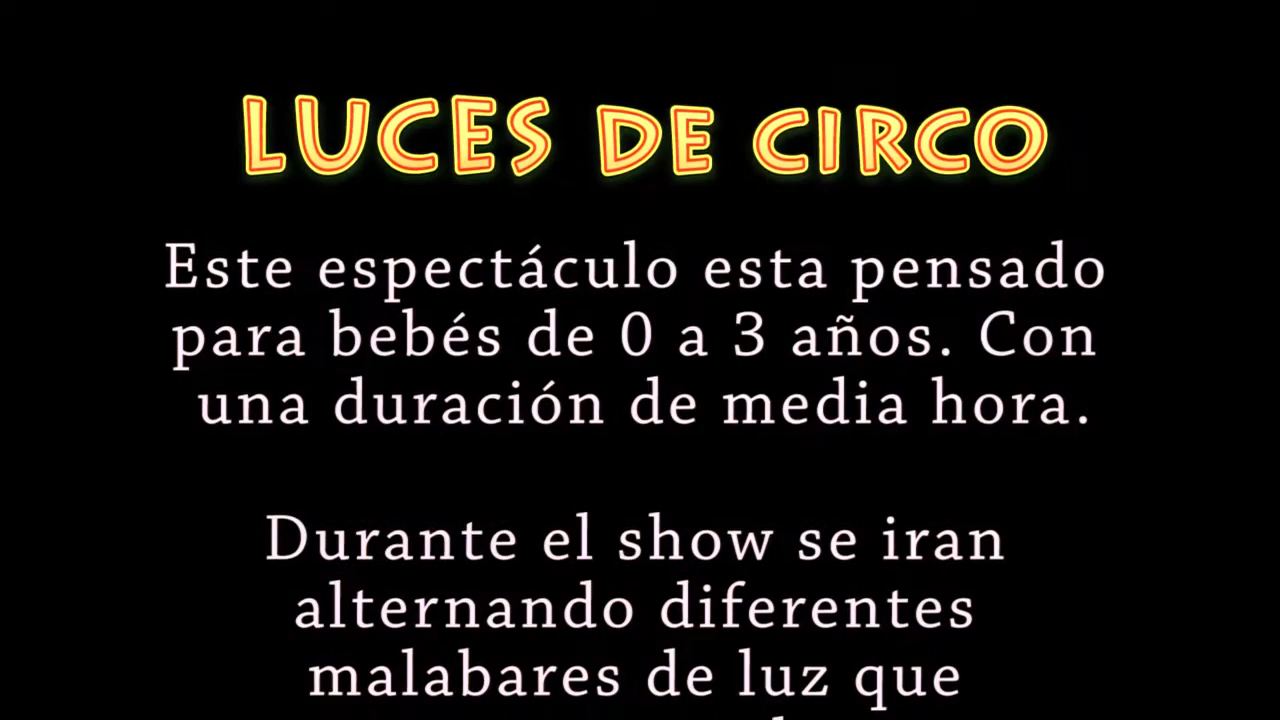 LUCES DE CIRCO
Este espectáculo esta pensado
para bebés de 0 a 3 años. Con
una duración de media hora.
Durante el show se iran
alternando diferentes
malabares de luz que